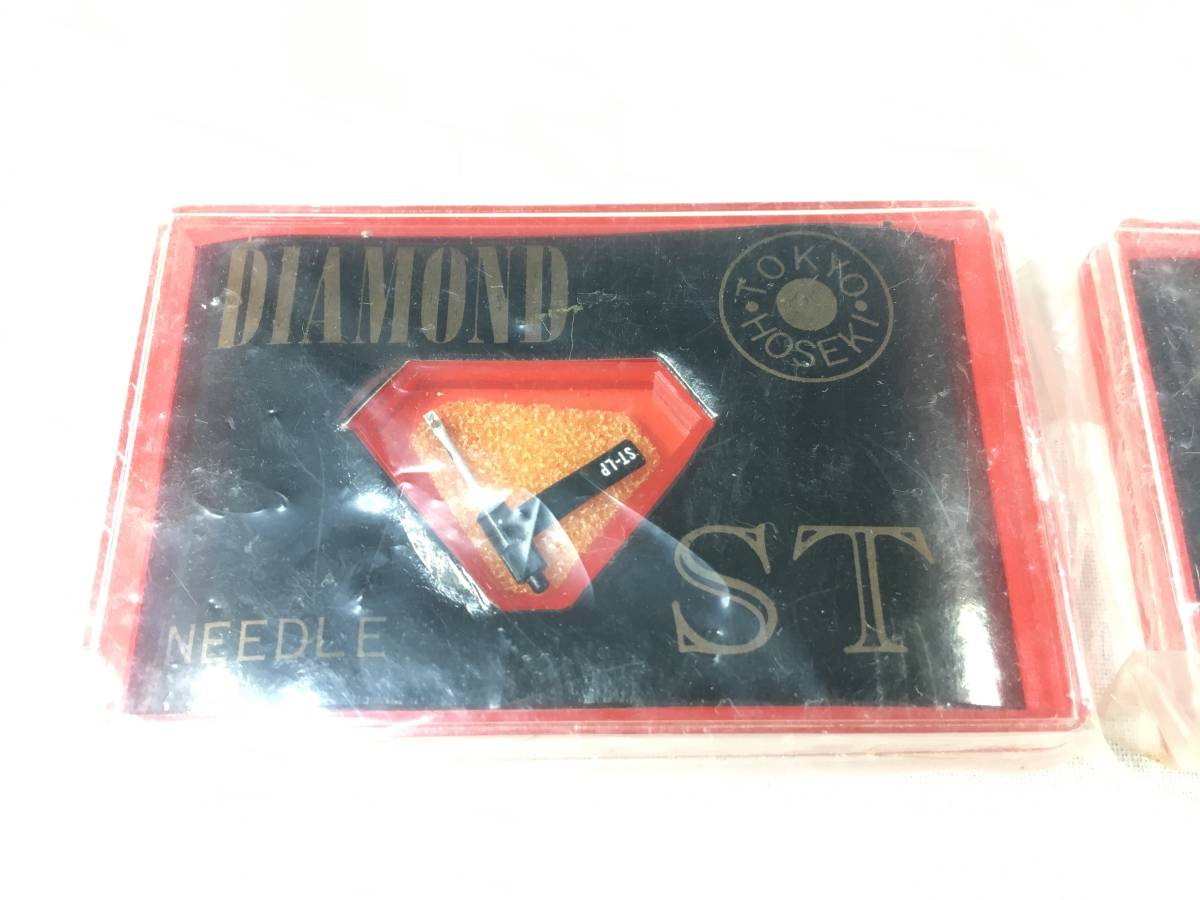 DIAMOND
TOKYO
HOSEKI
ST-LP
ST
NEEDLE